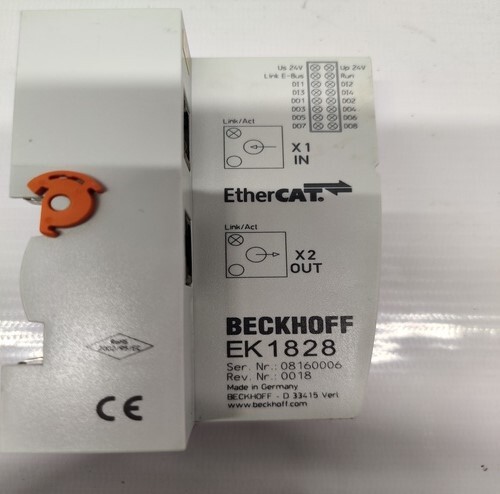 Us 24V Up 24V
Link E-Bus Run
DI1 DI2
DI3 DI4
DO1 DO2
DO3 DO4
DO5 DO6
DO7 DO8
Link/Act
X1
IN
EtherCAT.
Link/Act
X2
OUT
BECKHOFF
EK1828
Ser. Nr.: 08160006
Rev. Nr.: 0018
Made in Germany
BECKHOFF - D 33415 Verl
www.beckhoff.com
RoHS
2002/95/EC
CE